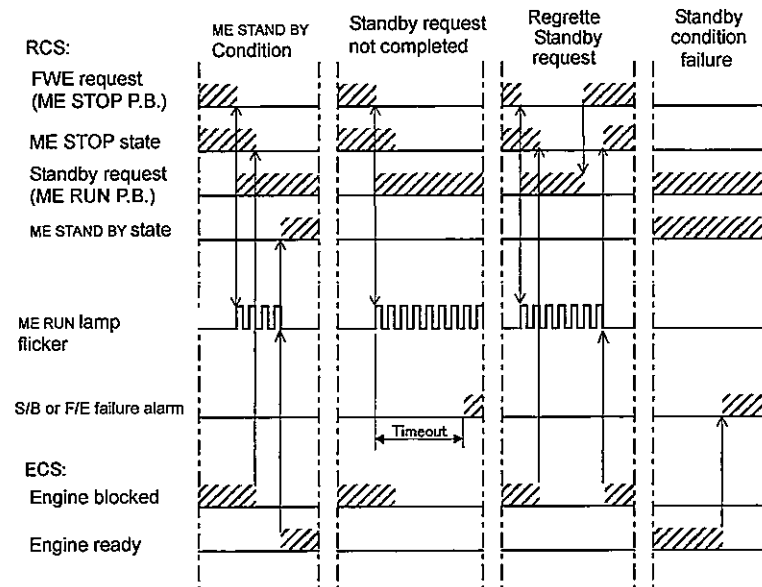 RCS:
ME STAND BY
Condition
Standby request
not completed
Regrette
Standby
request
Standby
condition
failure
FWE request
(ME STOP P.B.)
ME STOP state
Standby request
(ME RUN P.B.)
ME STAND BY state
ME RUN lamp
flicker
S/B or F/E failure alarm
Timeout
ECS:
Engine blocked
Engine ready